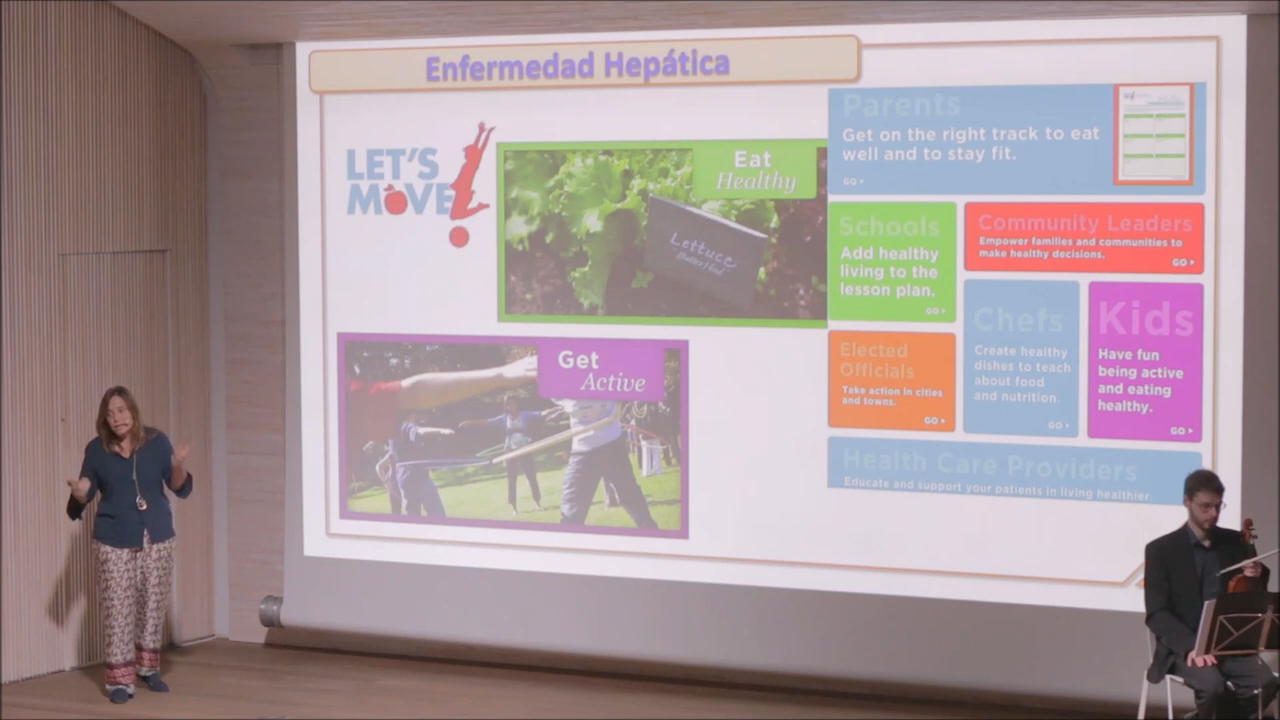 Enfermedad Hepática
LET'S
MOVE!
Eat
Healthy
Lettuce
Get
Active
Parents
Get on the right track to eat
well and to stay fit.
GO
Schools
Add healthy
living to the
lesson plan.
GO
Community Leaders
Empower families and communities to
make healthy decisions.
GO
Elected
Officials
Take action in cities
and towns.
GO
Chefs
Create healthy
dishes to teach
about food
and nutrition.
GO
Kids
Have fun
being active
and eating
healthy.
GO
Health Care Providers
Educate and support your patients in living healthier.